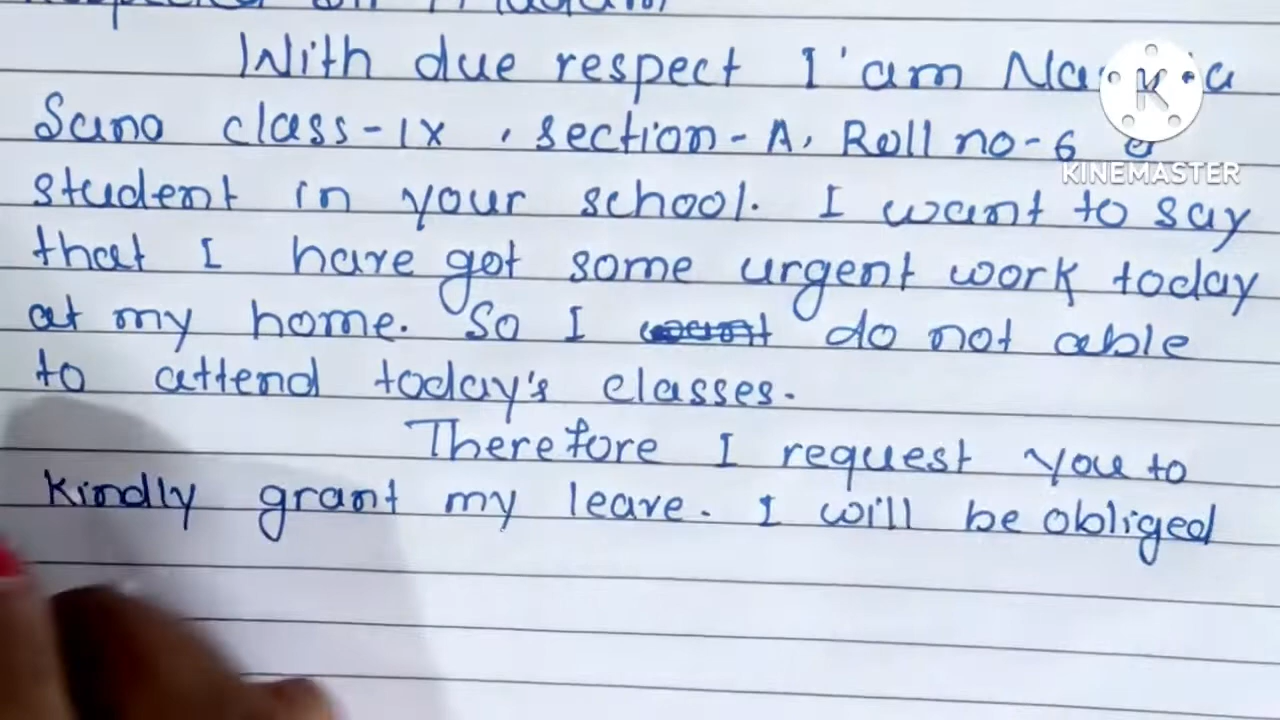 With due respect I'am
Sano class-IX, section-A, Roll no-6 a
student in your school. I want to say
that I have got some urgent work today
at my home. So I do not able
to attend today's classes.
Therefore I request you to
kindly grant my leave. I will be obliged
K
KINEMASTER